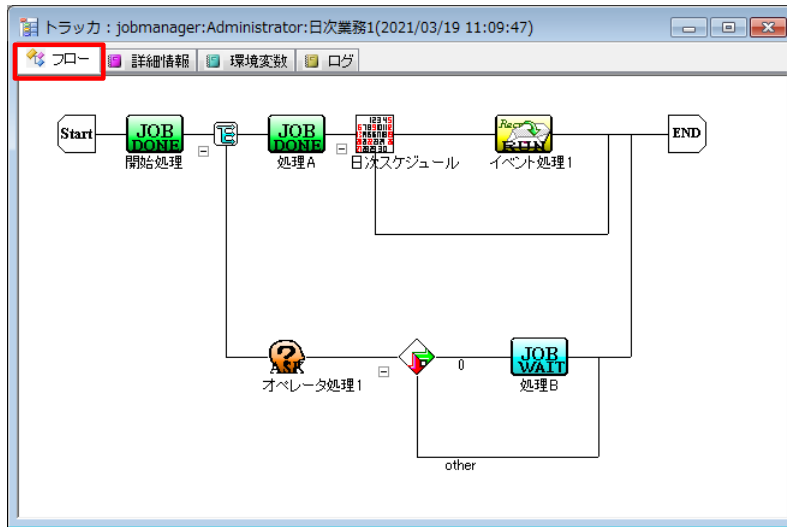 トラッカ : jobmanager:Administrator:日次業務1(2021/03/19 11:09:47)
フロー 詳細情報 環境変数 ログ
Start JOB DONE JOB DONE RUN END
開始処理 処理A 日次スケジュール イベント処理1
ASK 0 JOB WAIT
オペレータ処理1 処理B
other